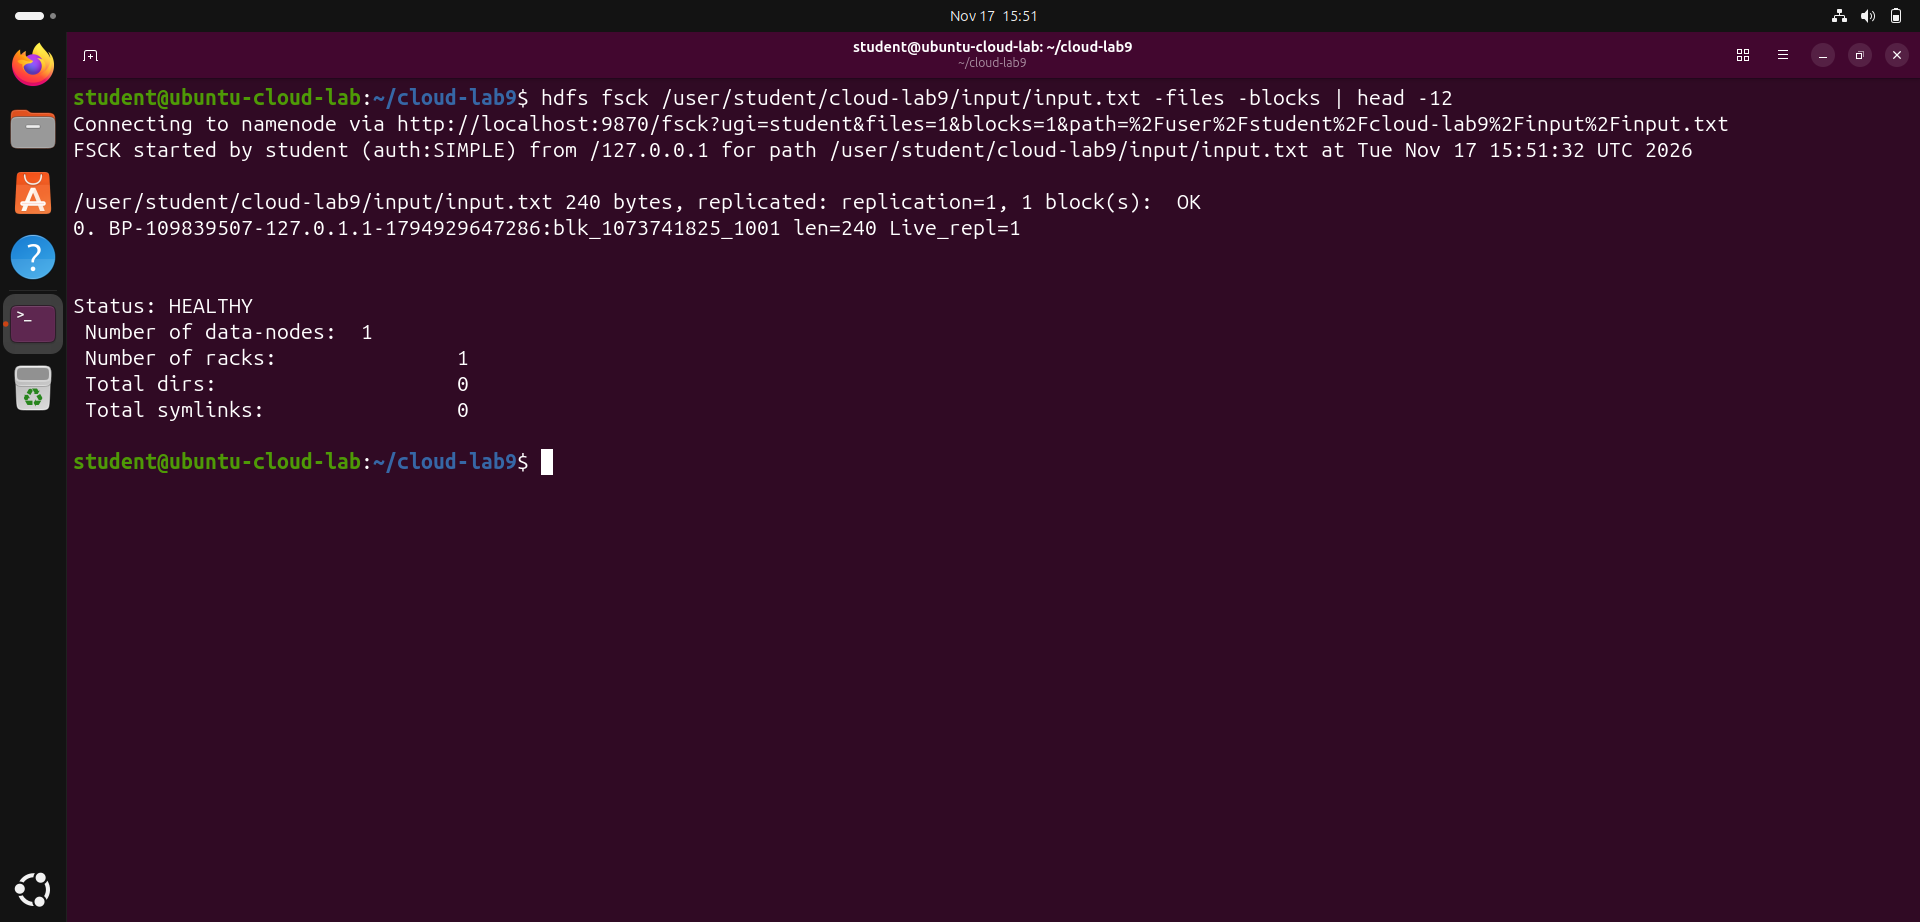 Nov 17 15:51
student@ubuntu-cloud-lab: ~/cloud-lab9
~/cloud-lab9
student@ubuntu-cloud-lab:~/cloud-lab9$ hdfs fsck /user/student/cloud-lab9/input/input.txt -files -blocks | head -12
Connecting to namenode via http://localhost:9870/fsck?ugi=student&files=1&blocks=1&path=%2Fuser%2Fstudent%2Fcloud-lab9%2Finput%2Finput.txt
FSCK started by student (auth:SIMPLE) from /127.0.0.1 for path /user/student/cloud-lab9/input/input.txt at Tue Nov 17 15:51:32 UTC 2026
/user/student/cloud-lab9/input/input.txt 240 bytes, replicated: replication=1, 1 block(s):  OK
0. BP-109839507-127.0.1.1-1794929647286:blk_1073741825_1001 len=240 Live_repl=1
Status: HEALTHY
Number of data-nodes: 1
Number of racks: 1
Total dirs: 0
Total symlinks: 0
student@ubuntu-cloud-lab:~/cloud-lab9$